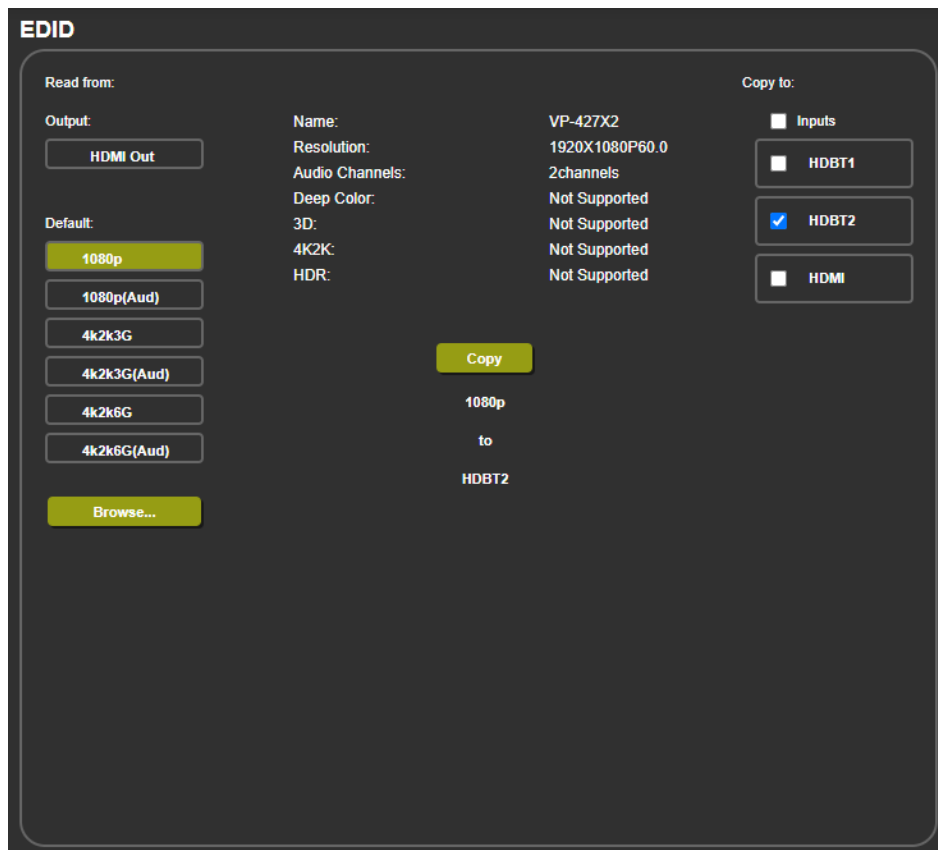 EDID
Read from:
Output:
HDMI Out
Default:
1080p
1080p(Aud)
4k2k3G
4k2k3G(Aud)
4k2k6G
4k2k6G(Aud)
Browse...
Name: VP-427X2
Resolution: 1920X1080P60.0
Audio Channels: 2channels
Deep Color: Not Supported
3D: Not Supported
4K2K: Not Supported
HDR: Not Supported
Copy
1080p
to
HDBT2
Copy to:
Inputs
HDBT1
HDBT2
HDMI